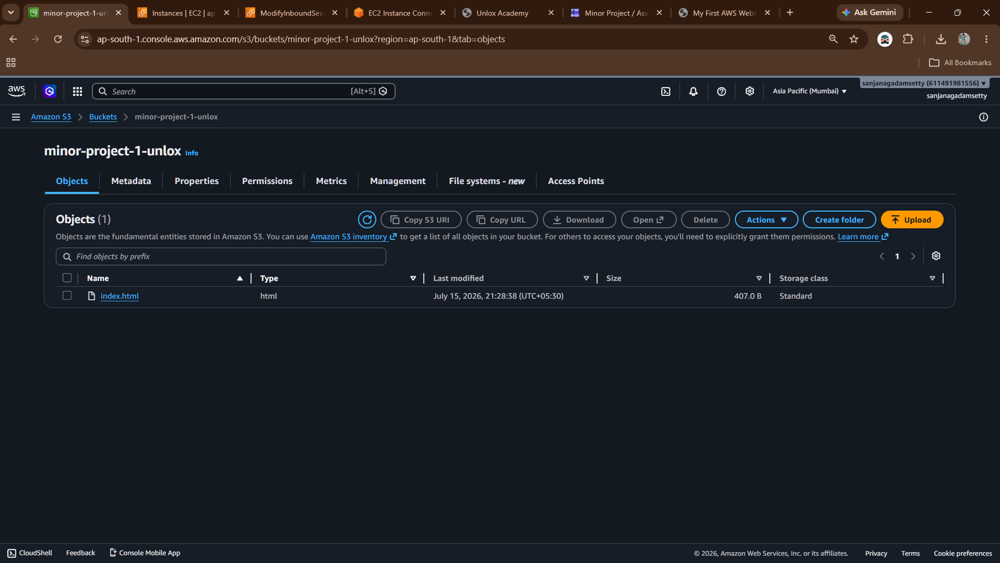 minor-project-1-un
Instances | EC2 | ap
ModifyInboundSec
EC2 Instance Conne
Unlox Academy
Minor Project / Ass
My First AWS Webs
Ask Gemini
ap-south-1.console.aws.amazon.com/s3/buckets/minor-project-1-unlox?region=ap-south-1&tab=objects
All Bookmarks
aws
Search
[Alt+S]
Asia Pacific (Mumbai)
sanjanagadamsetty (611491981556)
sanjanagadamsetty
Amazon S3
Buckets
minor-project-1-unlox
minor-project-1-unlox Info
Objects
Metadata
Properties
Permissions
Metrics
Management
File systems - new
Access Points
Objects (1)
Copy S3 URI
Copy URL
Download
Open
Delete
Actions
Create folder
Upload
Objects are the fundamental entities stored in Amazon S3. You can use Amazon S3 inventory to get a list of all objects in your bucket. For others to access your objects, you'll need to explicitly grant them permissions. Learn more
Find objects by prefix
1
Name
Type
Last modified
Size
Storage class
index.html
html
July 15, 2026, 21:28:38 (UTC+05:30)
407.0 B
Standard
CloudShell
Feedback
Console Mobile App
© 2026, Amazon Web Services, Inc. or its affiliates.
Privacy
Terms
Cookie preferences